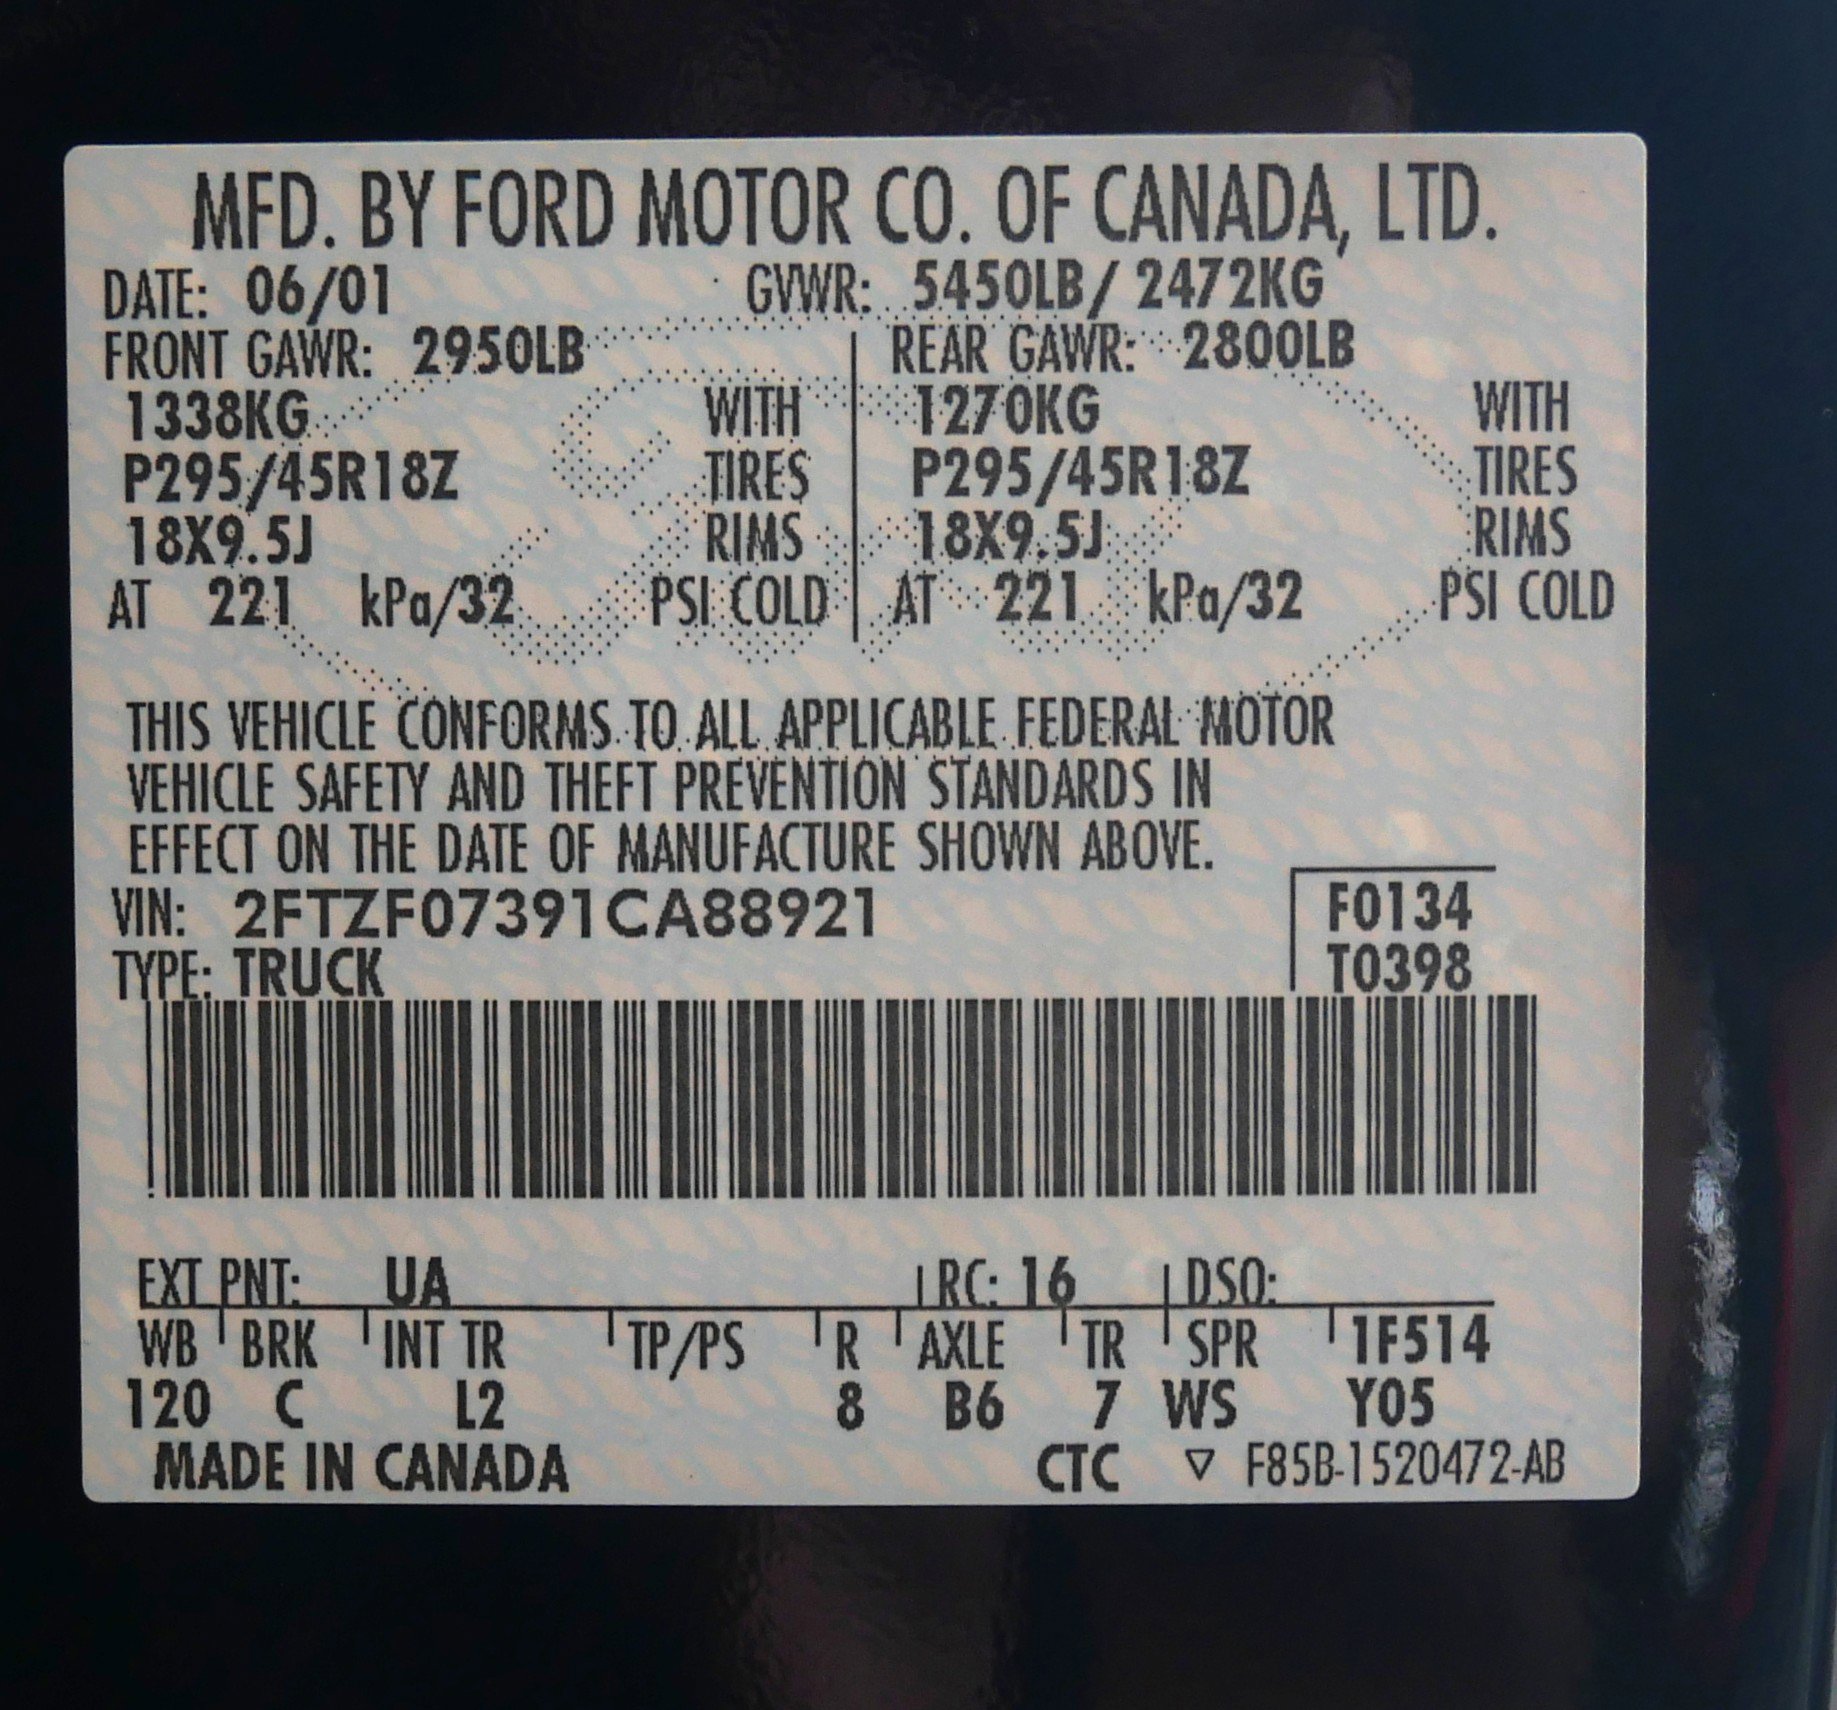 MFD. BY FORD MOTOR CO. OF CANADA, LTD.
DATE: 06/01 GVWR: 5450LB/ 2472KG
FRONT GAWR: 2950LB REAR GAWR: 2800LB
1338KG WITH 1270KG WITH
P295/45R18Z TIRES P295/45R18Z TIRES
18X9.5J RIMS 18X9.5J RIMS
AT 221 kPa/32 PSI COLD AT 221 kPa/32 PSI COLD
THIS VEHICLE CONFORMS TO ALL APPLICABLE FEDERAL MOTOR
VEHICLE SAFETY AND THEFT PREVENTION STANDARDS IN
EFFECT ON THE DATE OF MANUFACTURE SHOWN ABOVE.
VIN: 2FTZF07391CA88921 F0134
TYPE: TRUCK T0398
EXT PNT: UA RC: 16 DSO:
WB BRK INT TR TP/PS R AXLE TR SPR 1F514
120 C L2 8 B6 7 WS Y05
MADE IN CANADA CTC ▽ F85B-1520472-AB